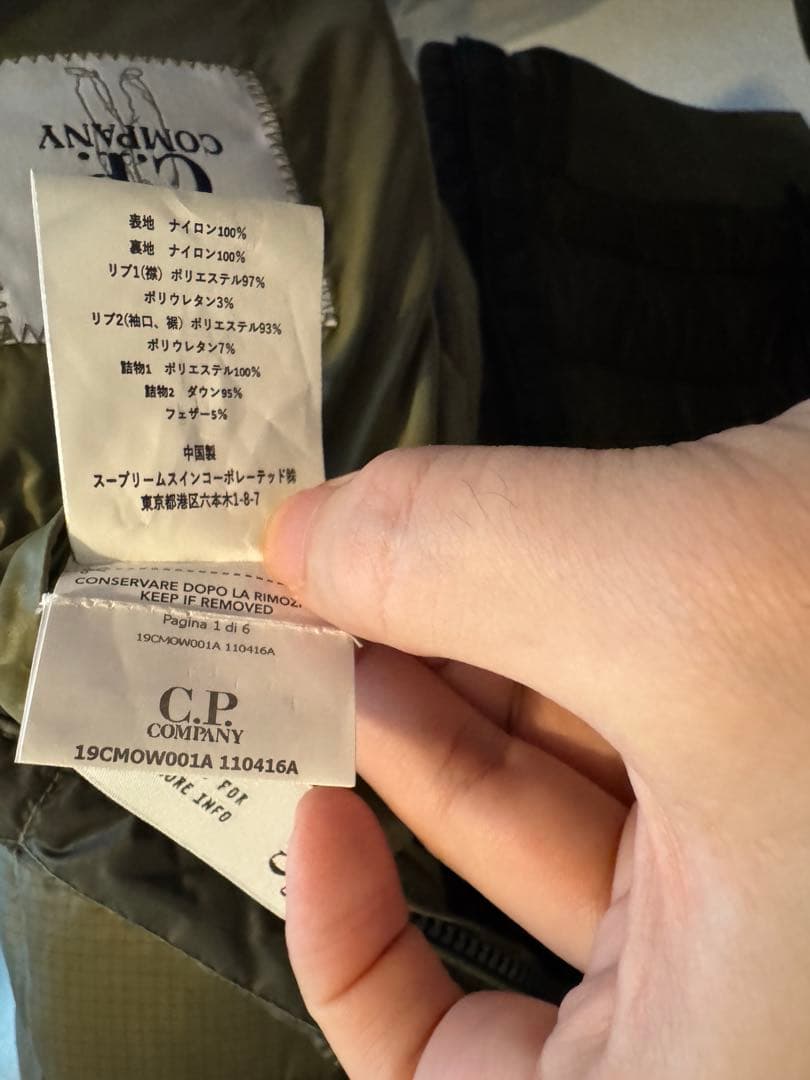 C.P.
COMPANY
表地 ナイロン100%
裏地 ナイロン100%
リブ1(襟) ポリエステル97%
ポリウレタン3%
リブ2(袖口、裾) ポリエステル93%
ポリウレタン7%
詰物1 ポリエステル100%
詰物2 ダウン95%
フェザー5%
中国製
スープリームスインコーポレーテッド㈱
東京都港区六本木1-8-7
CONSERVARE DOPO LA
KEEP IF REMOVED
Pagina 1 di 6
19CMOW001A 110416A
C.P.
COMPANY
19CMOW001A 110416A
FOR
INFO